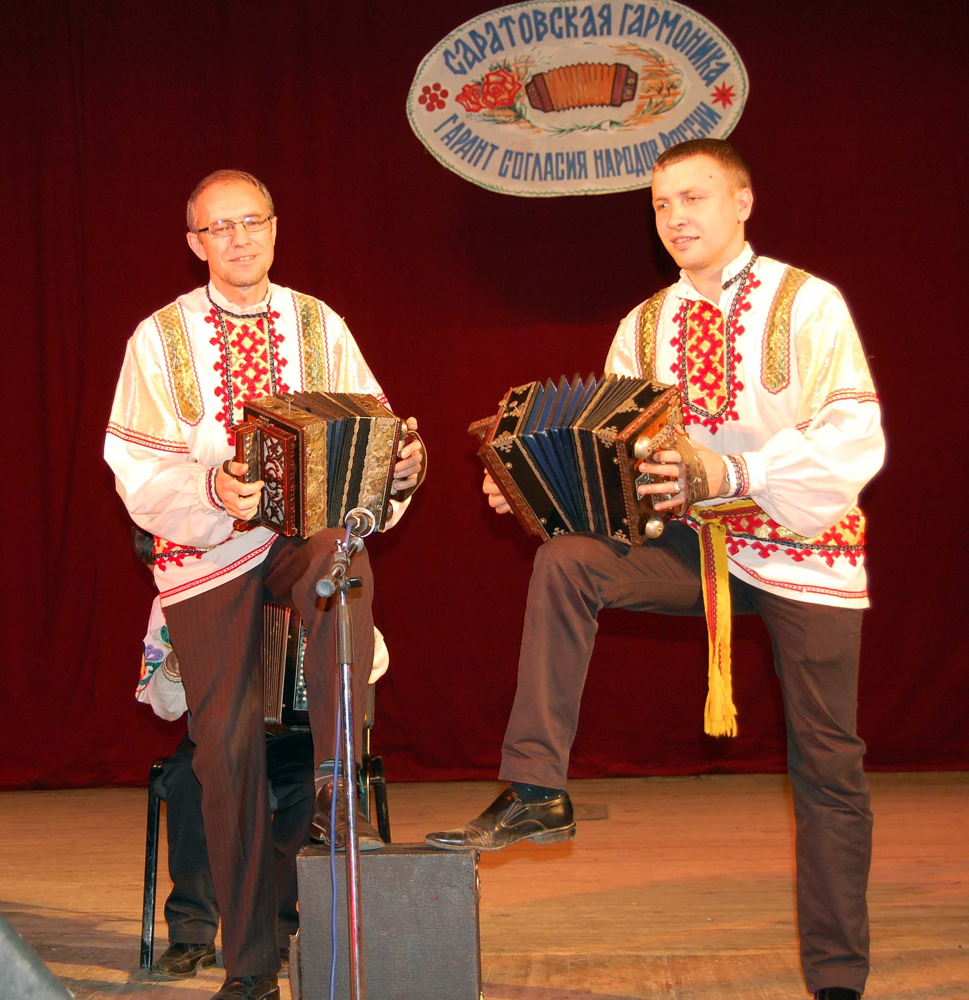 САРАТОВСКАЯ ГАРМОНИКА
ГАРАНТ СОГЛАСИЯ НАРОДОВ РОССИИ